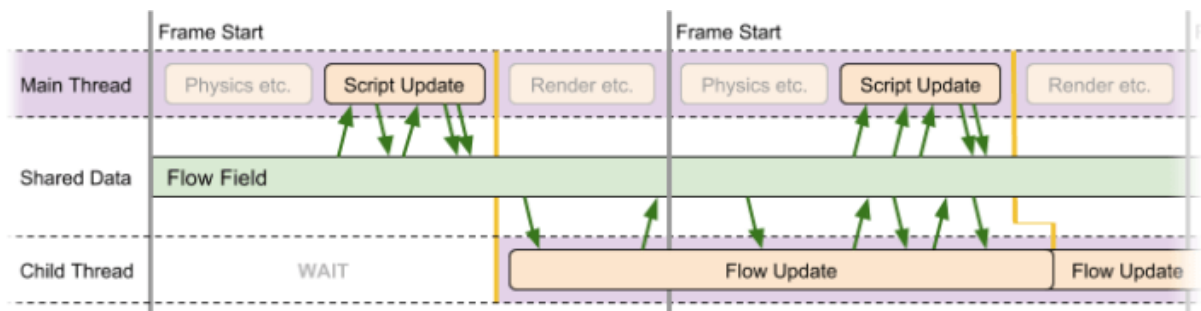 Frame Start
Frame Start
Main Thread
Physics etc.
Script Update
Render etc.
Physics etc.
Script Update
Render etc.
Shared Data
Flow Field
Child Thread
WAIT
Flow Update
Flow Update